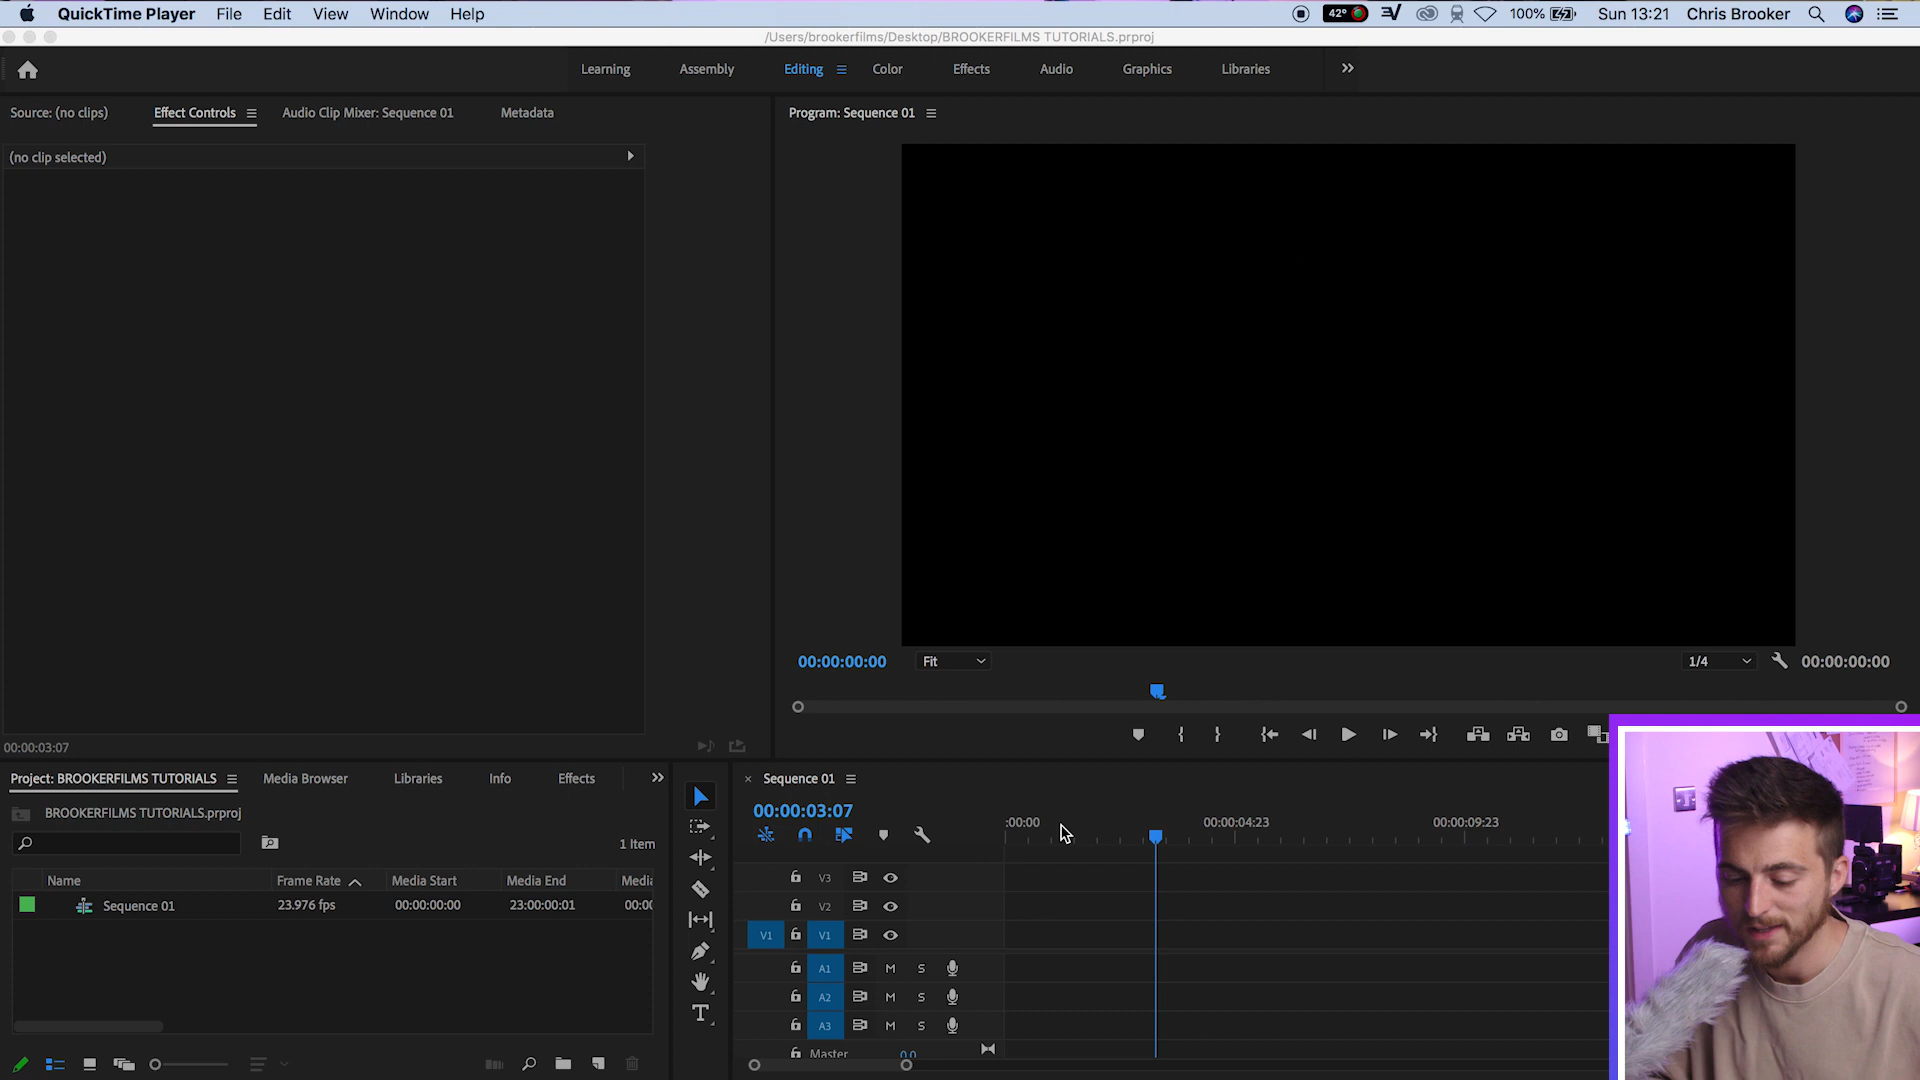 QuickTime Player File Edit View Window Help 42° 100% Sun 13:21 Chris Brooker
/Users/brookerfilms/Desktop/BROOKERFILMS TUTORIALS.prproj
Learning Assembly Editing Color Effects Audio Graphics Libraries
Source: (no clips) Effect Controls Audio Clip Mixer: Sequence 01 Metadata
Program: Sequence 01
(no clip selected)
00:00:00:00 Fit 1/4 00:00:00:00
00:00:03:07
Project: BROOKERFILMS TUTORIALS Media Browser Libraries Info Effects
Sequence 01
BROOKERFILMS TUTORIALS.prproj
00:00:03:07
:00:00 00:00:04:23 00:00:09:23
1 Item
Name Frame Rate Media Start Media End Media
Sequence 01 23.976 fps 00:00:00:00 23:00:00:01 00:00
V3
V2
V1 V1
A1 M S
A2 M S
A3 M S
Master 0.0